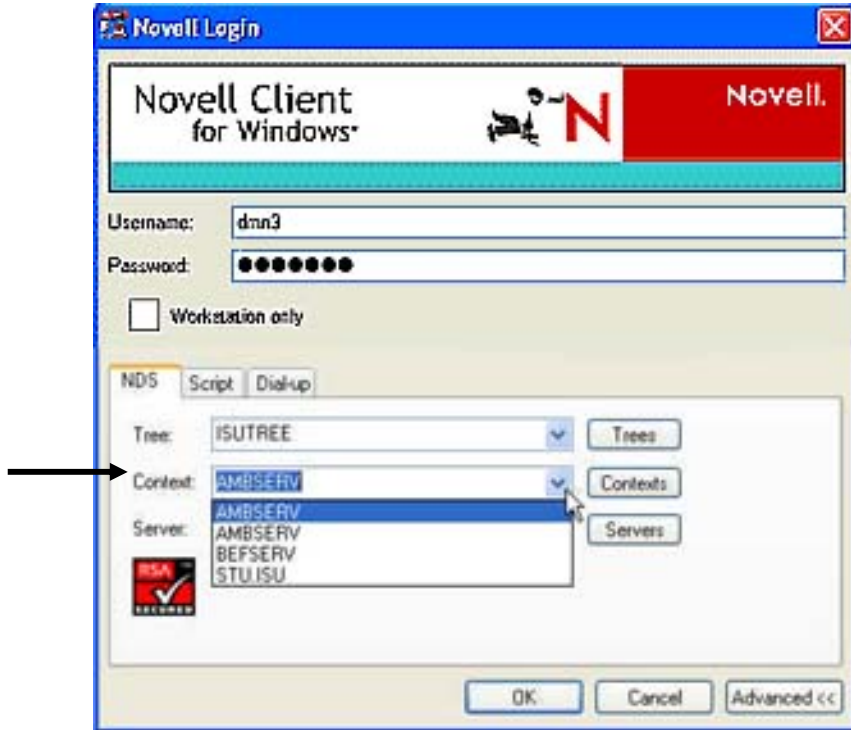 Novell Login
Novell Client
for Windows•
N
Novell.
Username: dmn3
Password: ●●●●●●●
Workstation only
NDS Script Dial-up
Tree: ISUTREE Trees
Context: AMBSERV Contexts
AMBSERV
Server: AMBSERV Servers
BEFSERV
STU.ISU
RSA
SECURED
OK Cancel Advanced <<